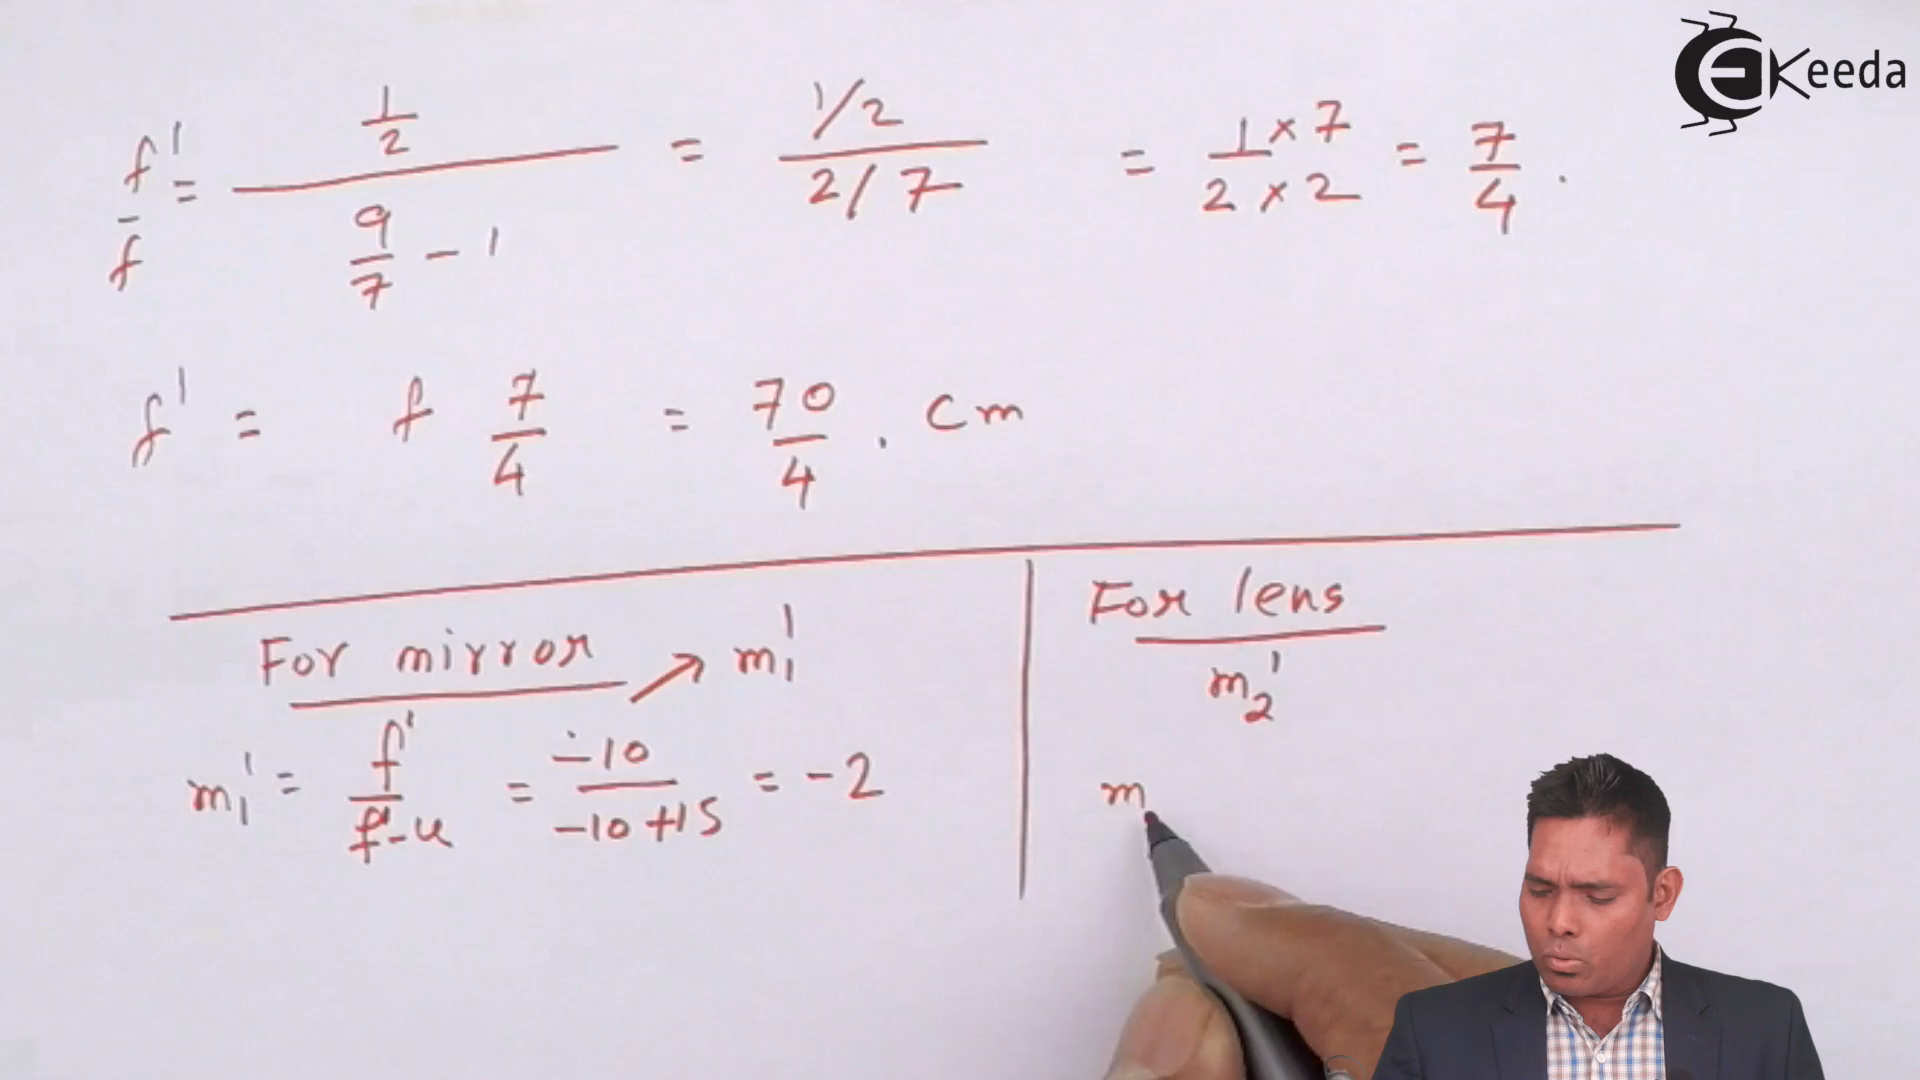 EKeeda
f'/f = (1/2)/(9/7 - 1) = (1/2)/(2/7) = (1 × 7)/(2 × 2) = 7/4 .
f' = f 7/4 = 70/4 . cm
For mirror → m₁'
m₁' = f'/(f' - u) = -10/(-10 + 15) = -2
For lens
m₂'
m